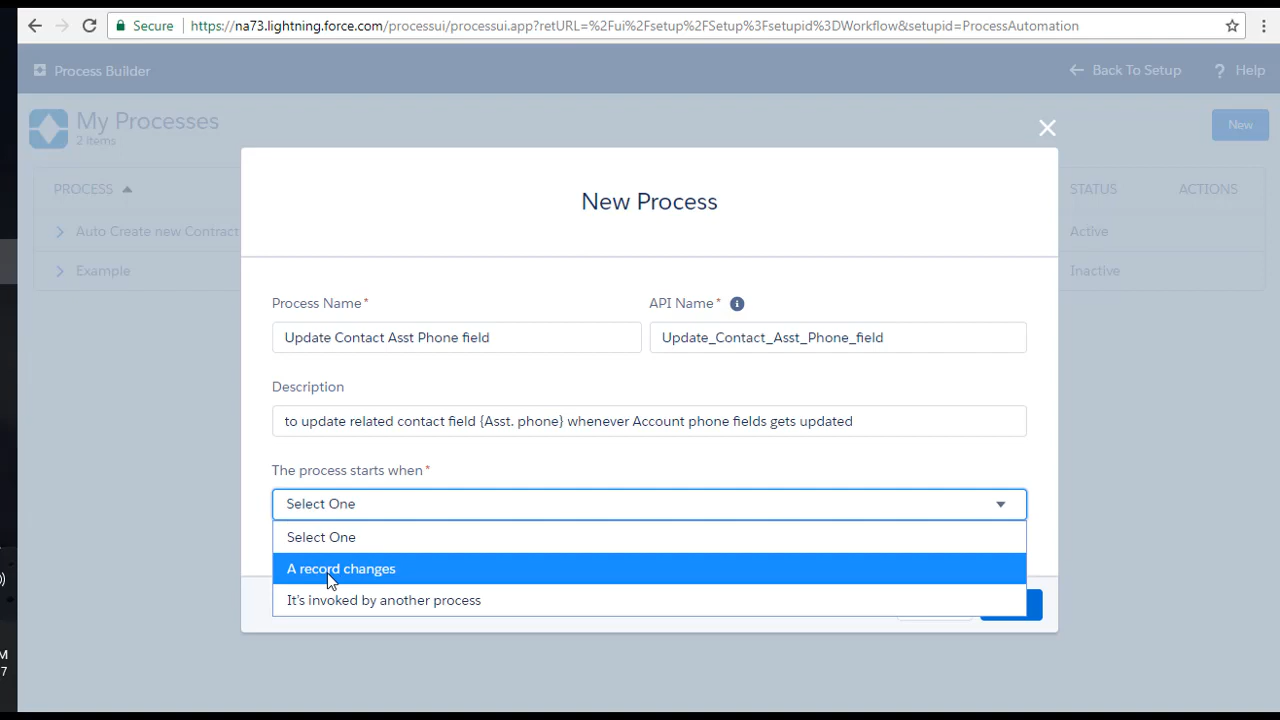 Secure
https://na73.lightning.force.com/processui/processui.app?retURL=%2Fui%2Fsetup%2FSetup%3Fsetupid%3DWorkflow&setupid=ProcessAutomation
Process Builder
Back To Setup
? Help
My Processes
2 Items
New
PROCESS
STATUS
ACTIONS
Auto Create new Contract
Active
Example
Inactive
New Process
Process Name*
API Name*
Update Contact Asst Phone field
Update_Contact_Asst_Phone_field
Description
to update related contact field {Asst. phone} whenever Account phone fields gets updated
The process starts when*
Select One
Select One
A record changes
It's invoked by another process
M
7